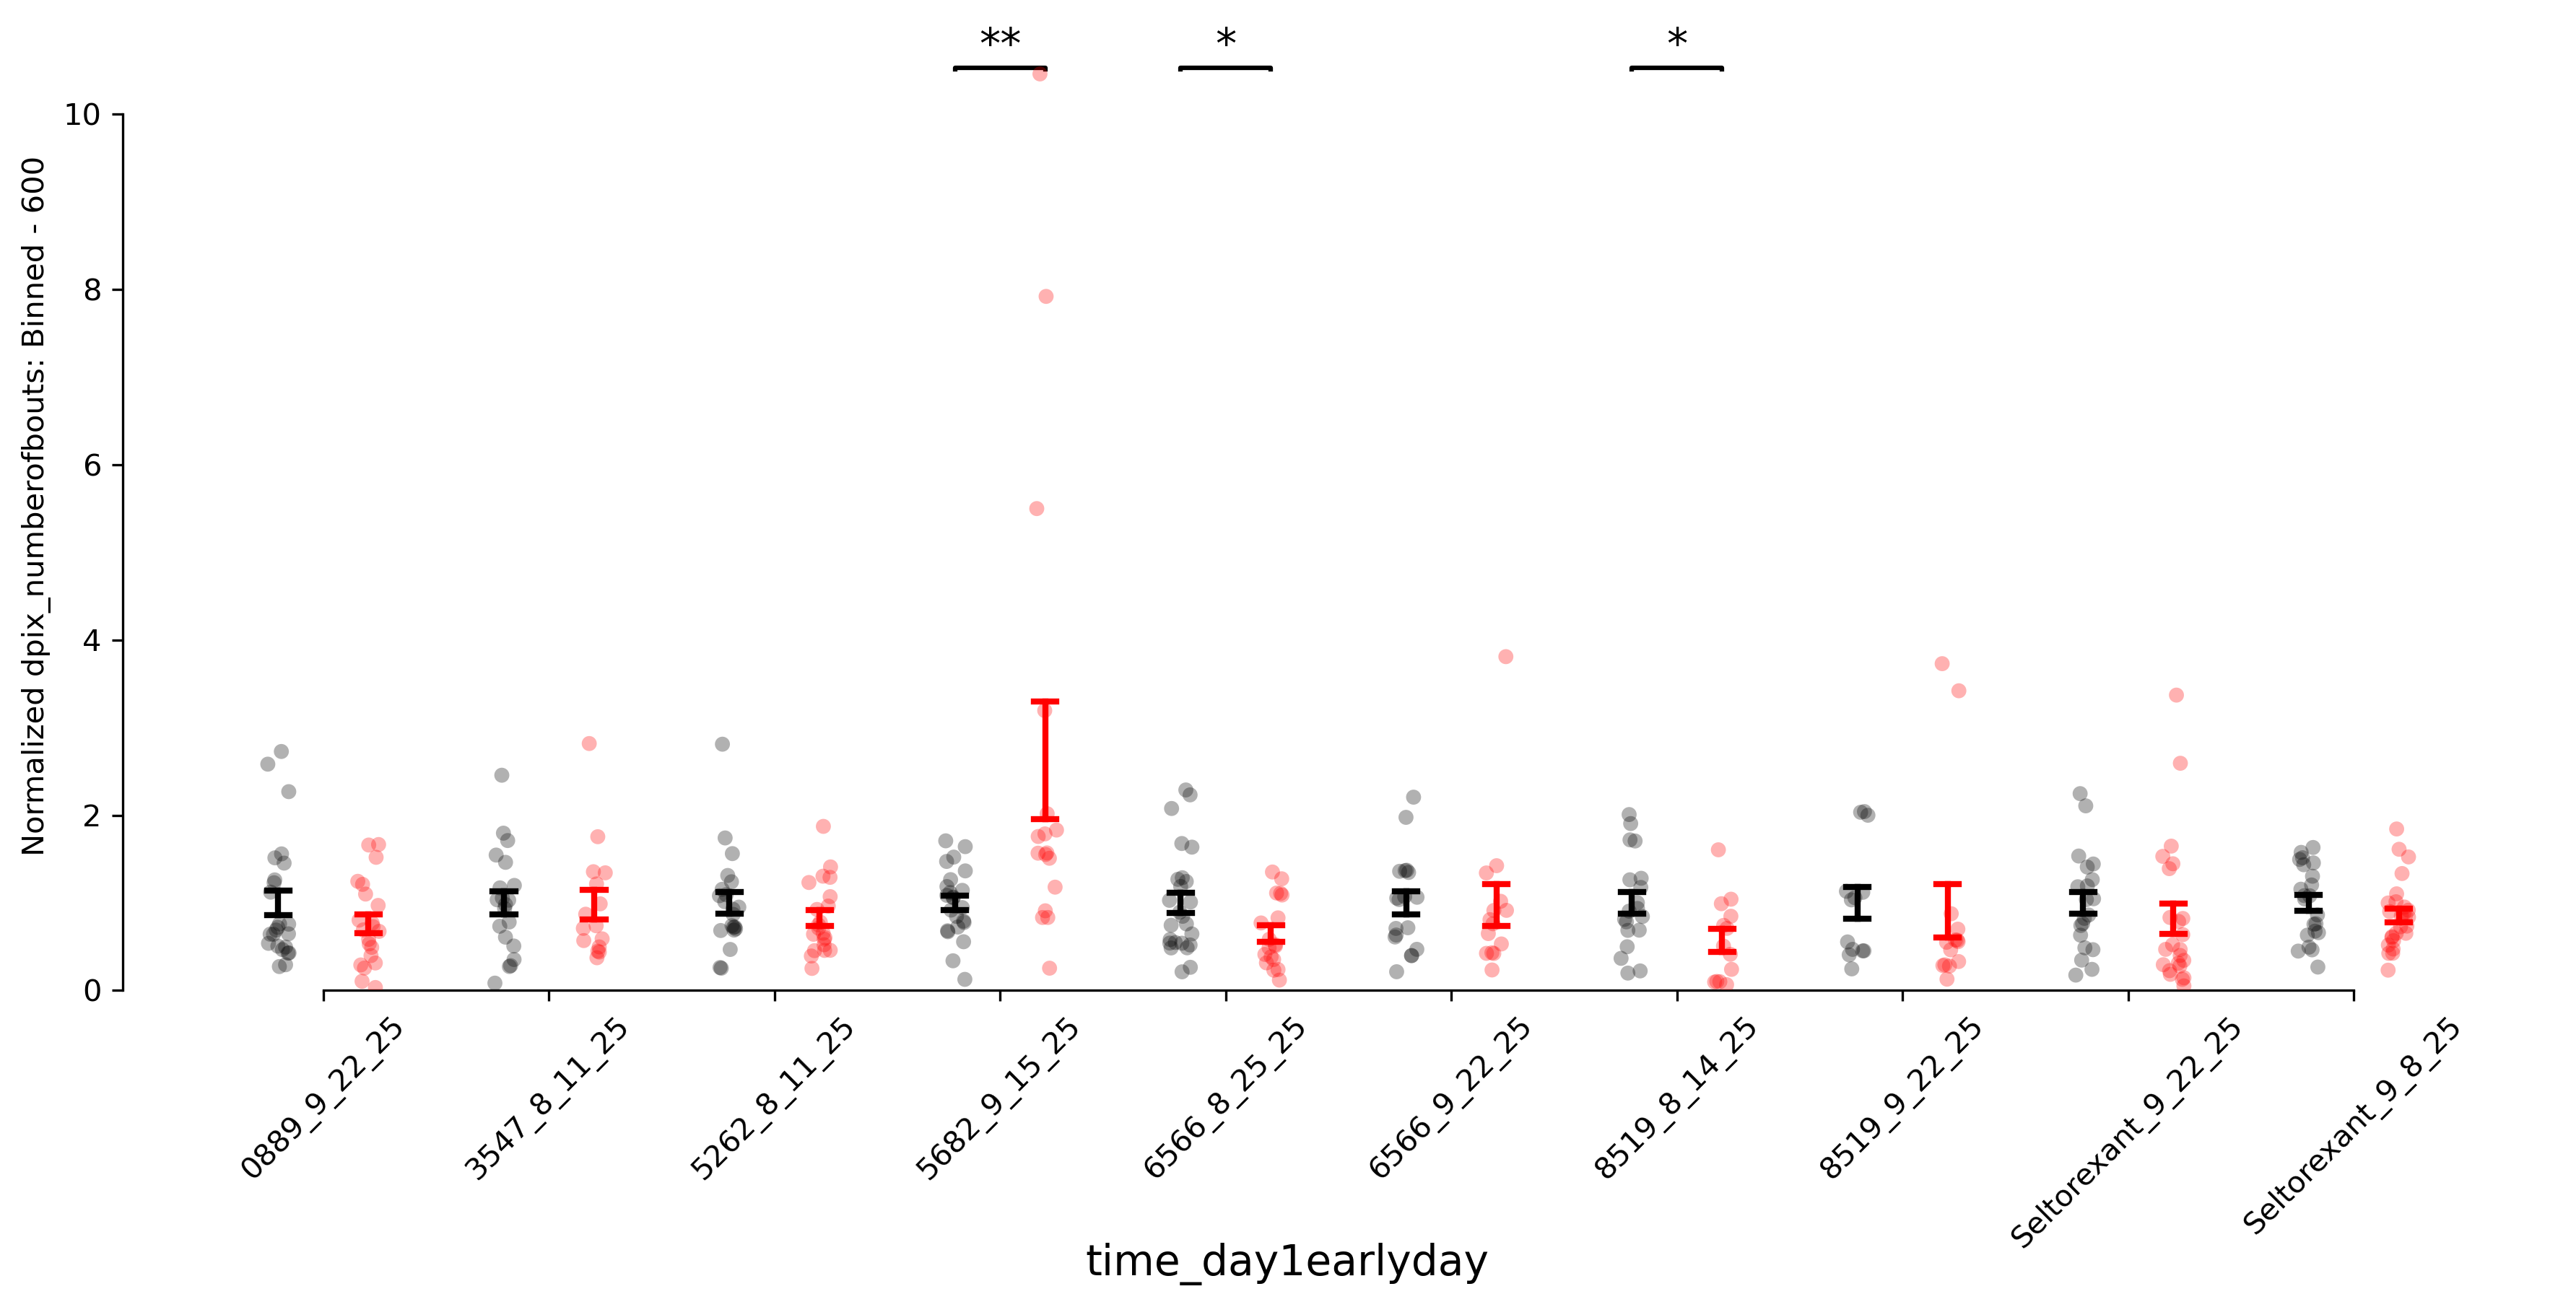 ** * *
10
8
6
4
2
0
Normalized dpix_numberofbouts: Binned - 600
0889_9_22_25
3547_8_11_25
5262_8_11_25
5682_9_15_25
6566_8_25_25
6566_9_22_25
8519_8_14_25
8519_9_22_25
Seltorexant_9_22_25
Seltorexant_9_8_25
time_day1earlyday